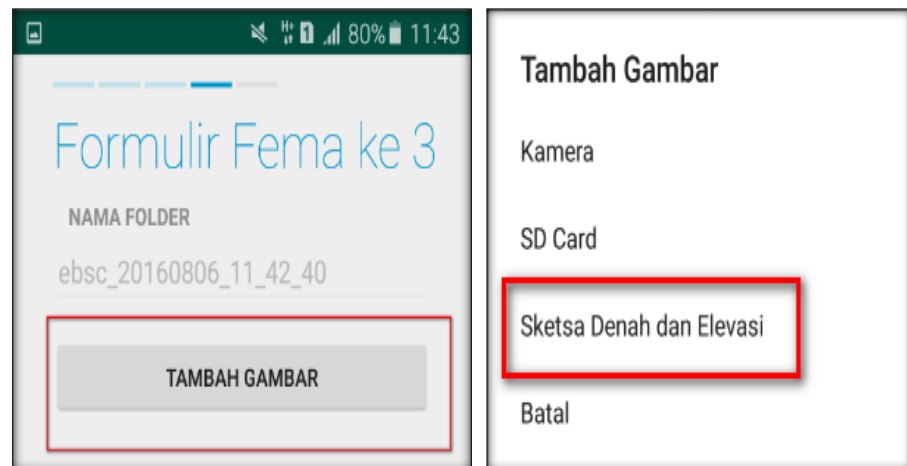 H+ 1 80% 11:43
Formulir Fema ke 3
NAMA FOLDER
ebsc_20160806_11_42_40
TAMBAH GAMBAR
Tambah Gambar
Kamera
SD Card
Sketsa Denah dan Elevasi
Batal